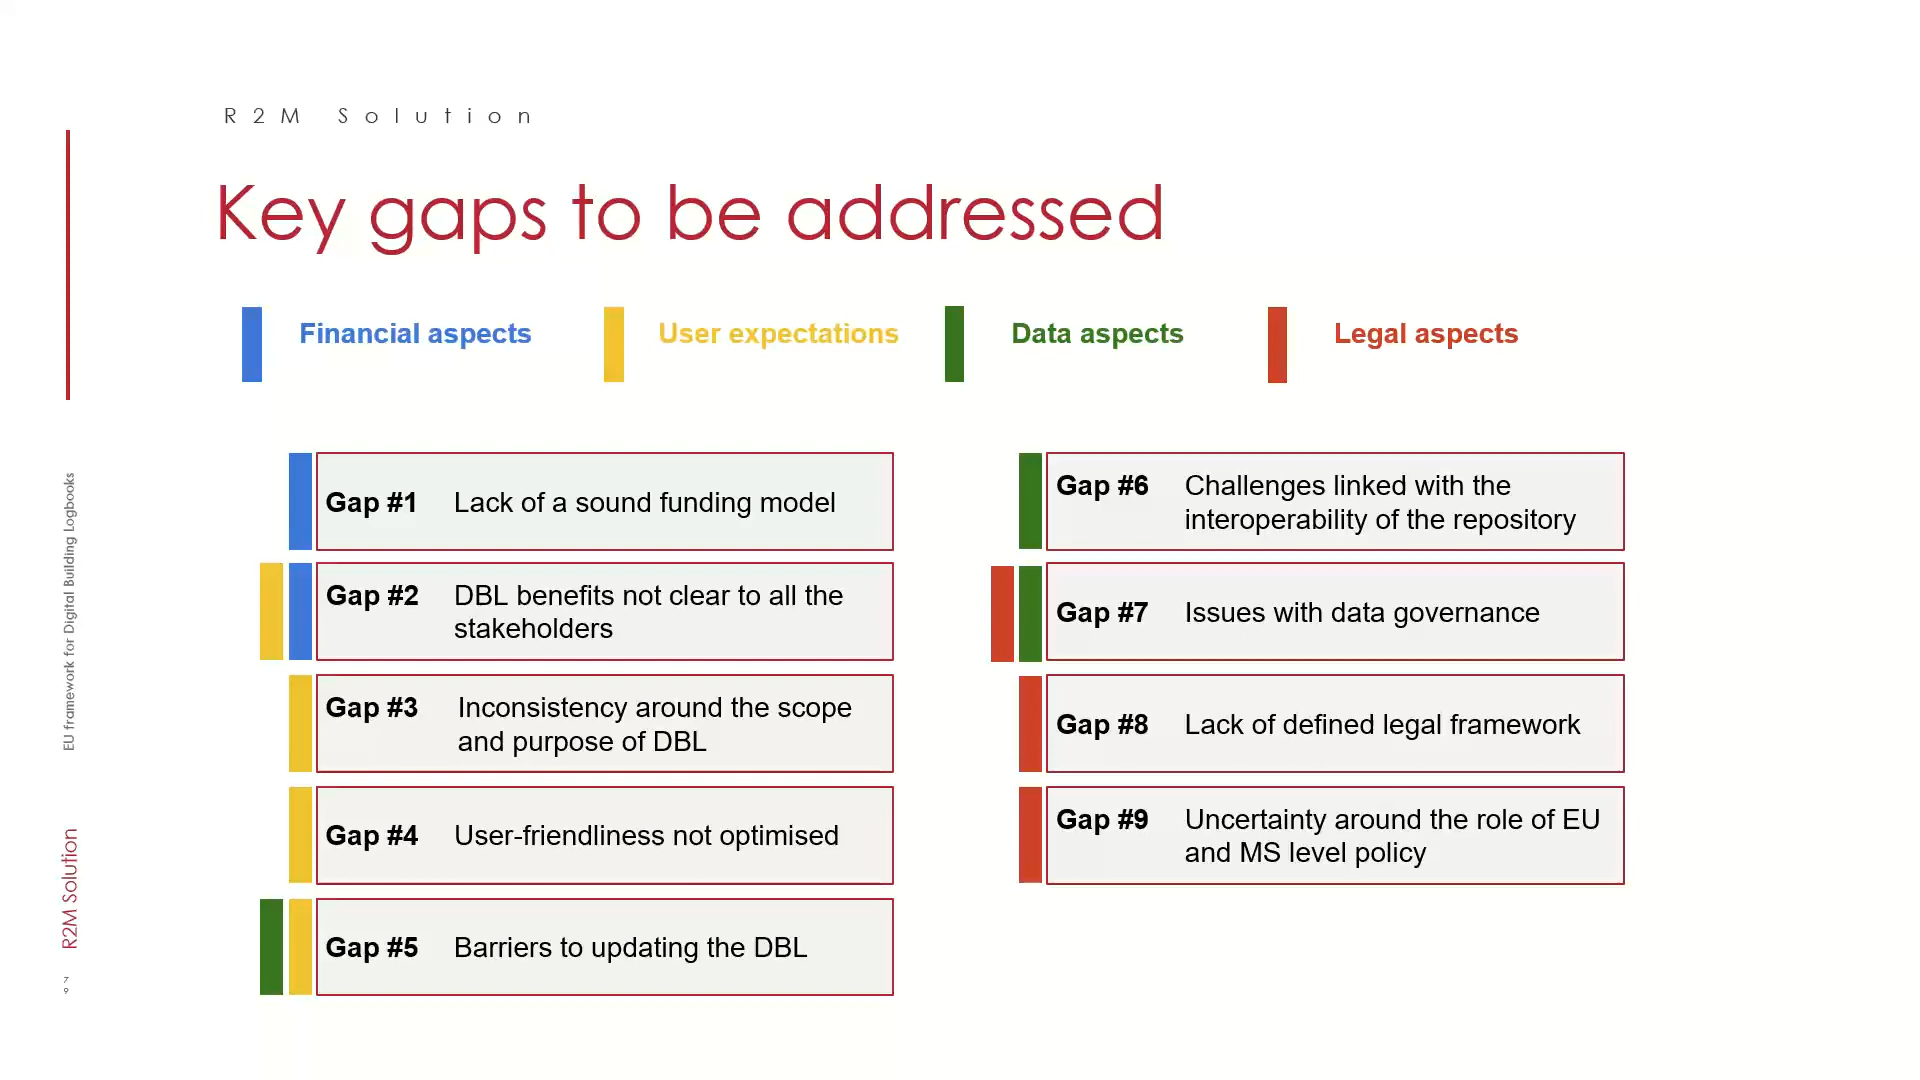 R2M Solution
Key gaps to be addressed
Financial aspects
User expectations
Data aspects
Legal aspects
Gap #1 Lack of a sound funding model
Gap #2 DBL benefits not clear to all the
stakeholders
Gap #3 Inconsistency around the scope
and purpose of DBL
Gap #4 User-friendliness not optimised
Gap #5 Barriers to updating the DBL
Gap #6 Challenges linked with the
interoperability of the repository
Gap #7 Issues with data governance
Gap #8 Lack of defined legal framework
Gap #9 Uncertainty around the role of EU
and MS level policy
EU framework for Digital Building Logbooks
R2M Solution
7
9